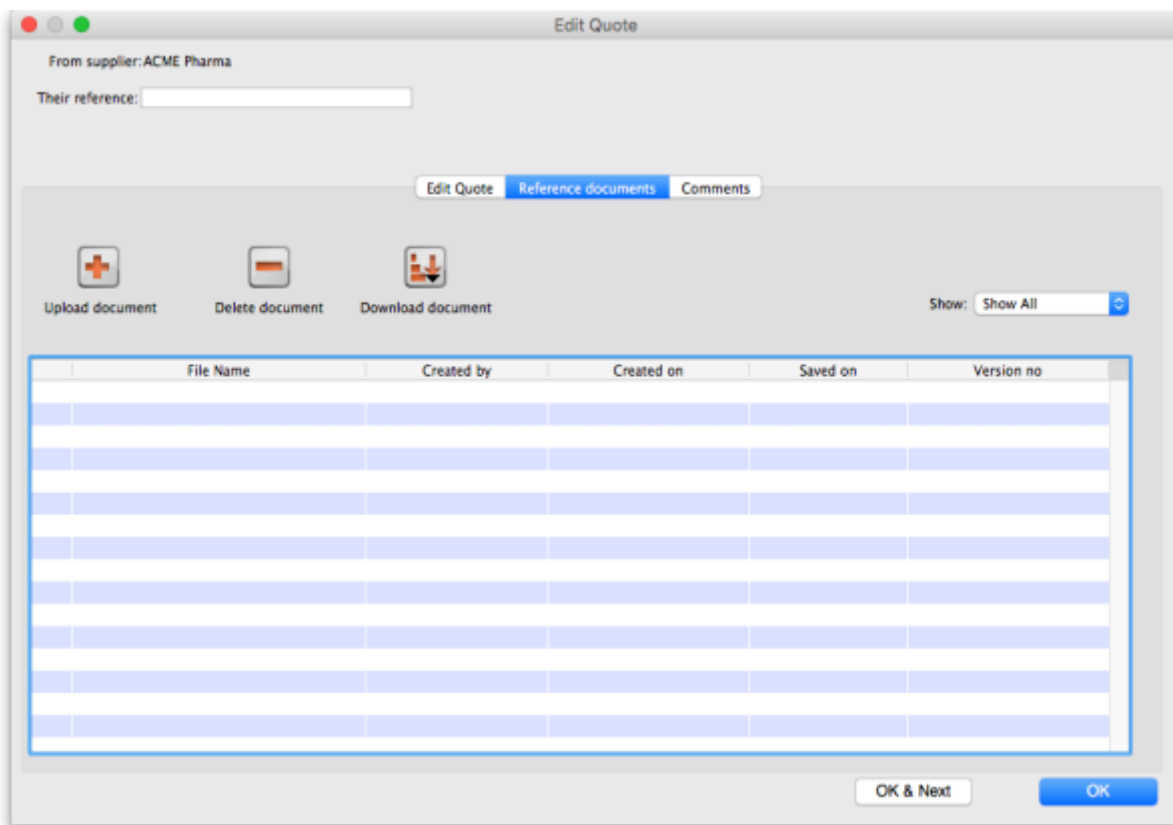 Edit Quote
From supplier:ACME Pharma
Their reference:
Edit Quote Reference documents Comments
Upload document Delete document Download document
Show: Show All
File Name Created by Created on Saved on Version no
OK & Next OK